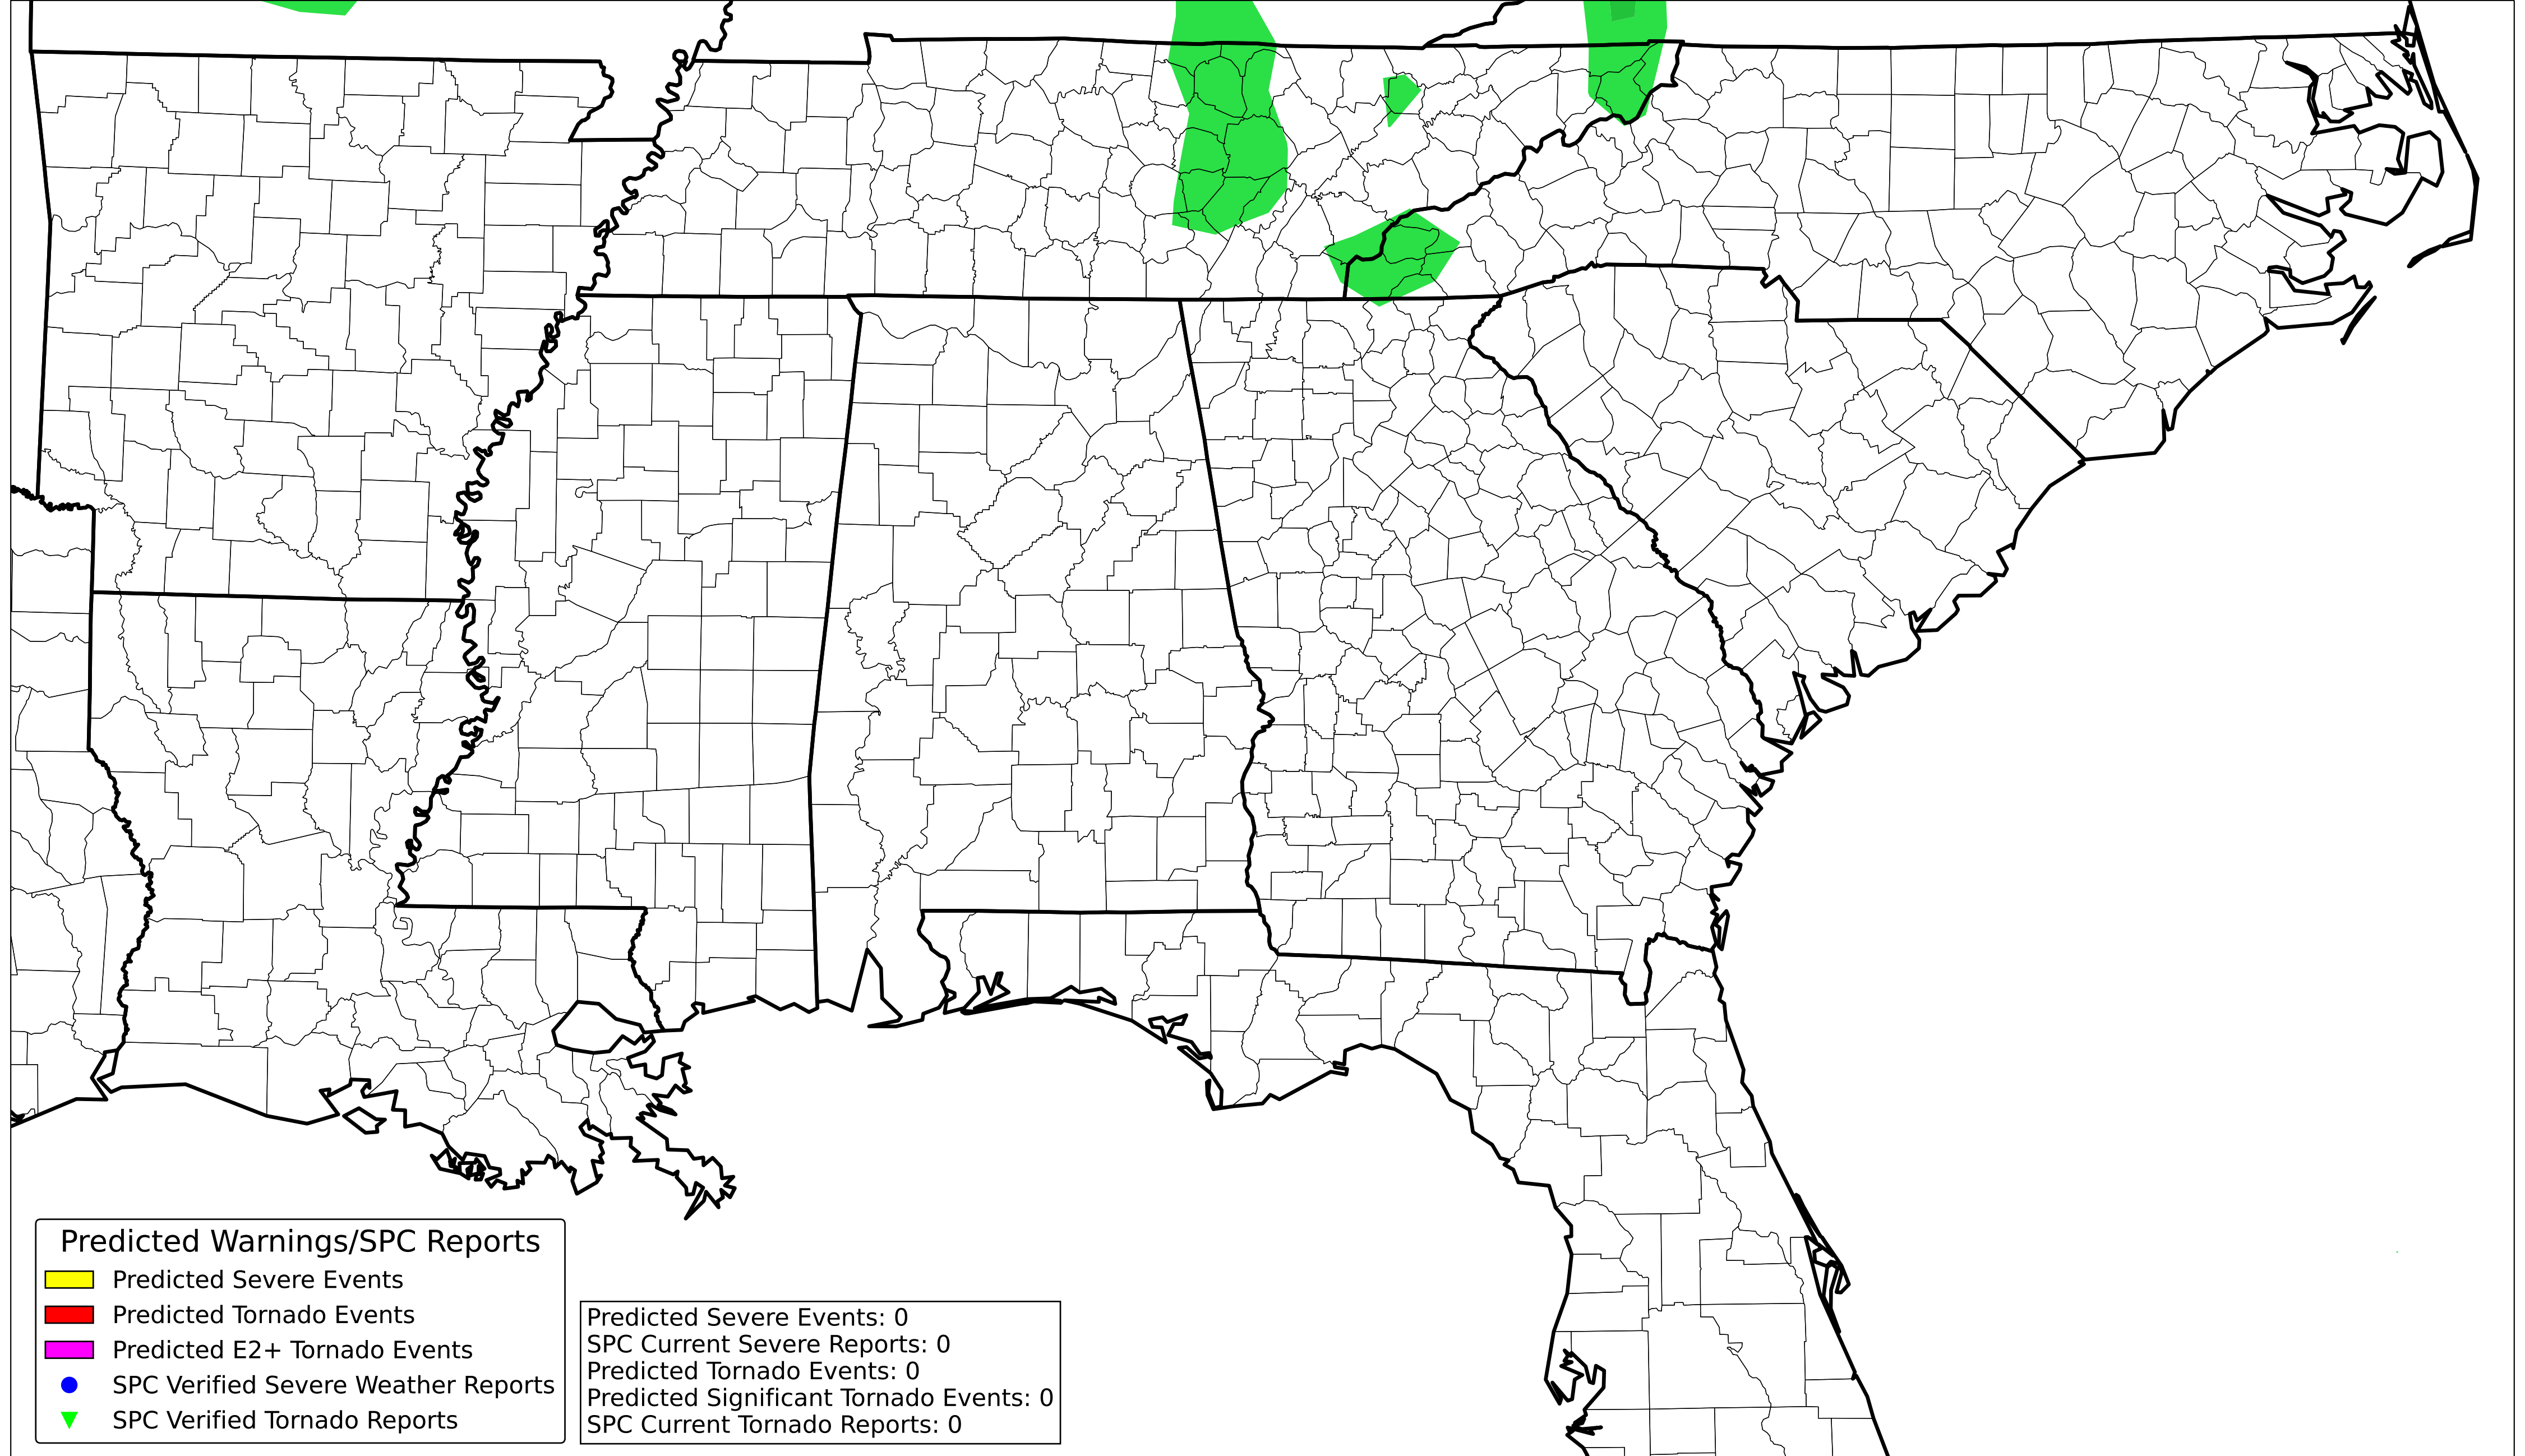 Predicted Warnings/SPC Reports
Predicted Severe Events
Predicted Tornado Events
Predicted E2+ Tornado Events
SPC Verified Severe Weather Reports
SPC Verified Tornado Reports
Predicted Severe Events: 0
SPC Current Severe Reports: 0
Predicted Tornado Events: 0
Predicted Significant Tornado Events: 0
SPC Current Tornado Reports: 0